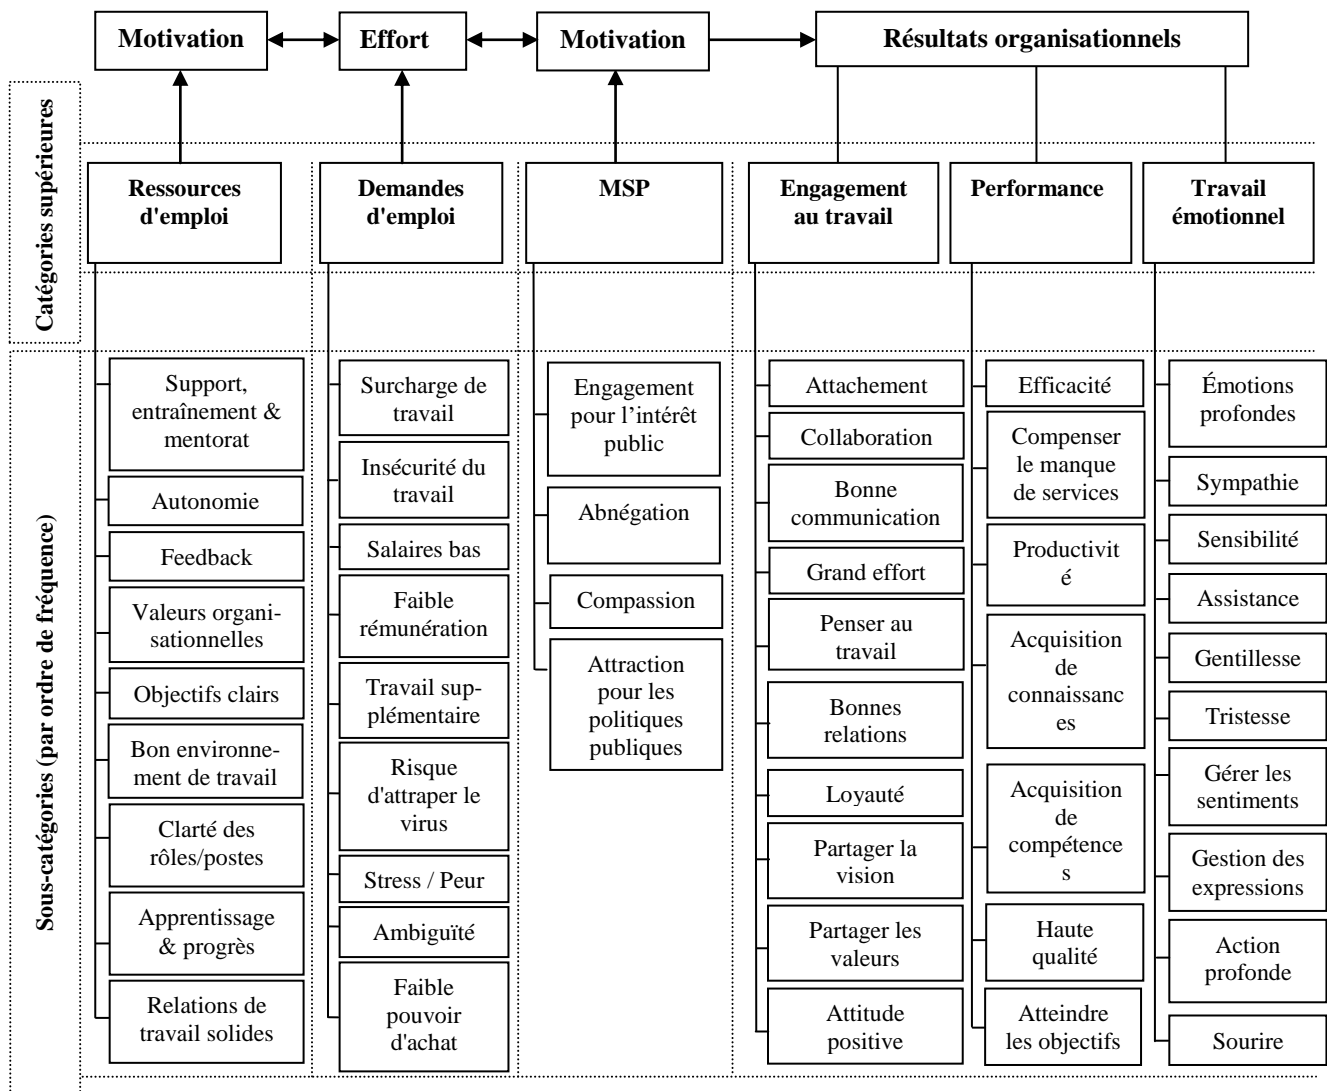 Motivation
Effort
Motivation
Résultats organisationnels
Catégories supérieures
Ressources
d'emploi
Demandes
d'emploi
MSP
Engagement
au travail
Performance
Travail
émotionnel
Sous-catégories (par ordre de fréquence)
Support,
entraînement &
mentorat
Autonomie
Feedback
Valeurs organi-
sationnelles
Objectifs clairs
Bon environne-
ment de travail
Clarté des
rôles/postes
Apprentissage
& progrès
Relations de
travail solides
Surcharge de
travail
Insécurité du
travail
Salaires bas
Faible
rémunération
Travail sup-
plémentaire
Risque
d'attraper le
virus
Stress / Peur
Ambiguïté
Faible
pouvoir
d'achat
Engagement
pour l’intérêt
public
Abnégation
Compassion
Attraction
pour les
politiques
publiques
Attachement
Collaboration
Bonne
communication
Grand effort
Penser au
travail
Bonnes
relations
Loyauté
Partager la
vision
Partager les
valeurs
Attitude
positive
Efficacité
Compenser
le manque
de services
Productivit
é
Acquisition
de
connaissanc
es
Acquisition
de
compétence
s
Haute
qualité
Atteindre
les objectifs
Émotions
profondes
Sympathie
Sensibilité
Assistance
Gentillesse
Tristesse
Gérer les
sentiments
Gestion des
expressions
Action
profonde
Sourire